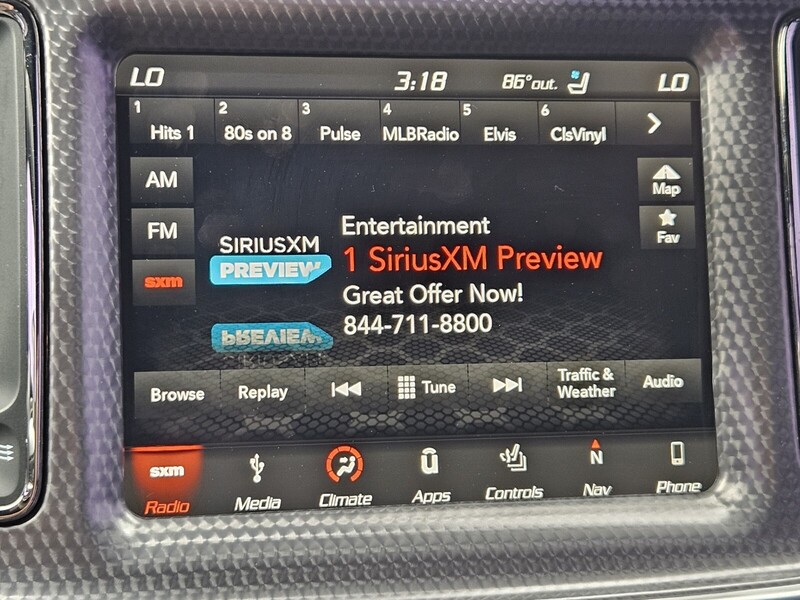 LO 3:18 86°out. LO
1 Hits 1 2 80s on 8 3 Pulse 4 MLBRadio 5 Elvis 6 ClsVinyl
AM
Map
FM
Fav
sxm
SIRIUSXM
PREVIEW
Entertainment
1 SiriusXM Preview
Great Offer Now!
844-711-8800
PREVIEW
SIRIUSXM
Browse Replay Tune Traffic & Weather Audio
sxm
Radio Media Climate Apps Controls Nav Phone
N
u